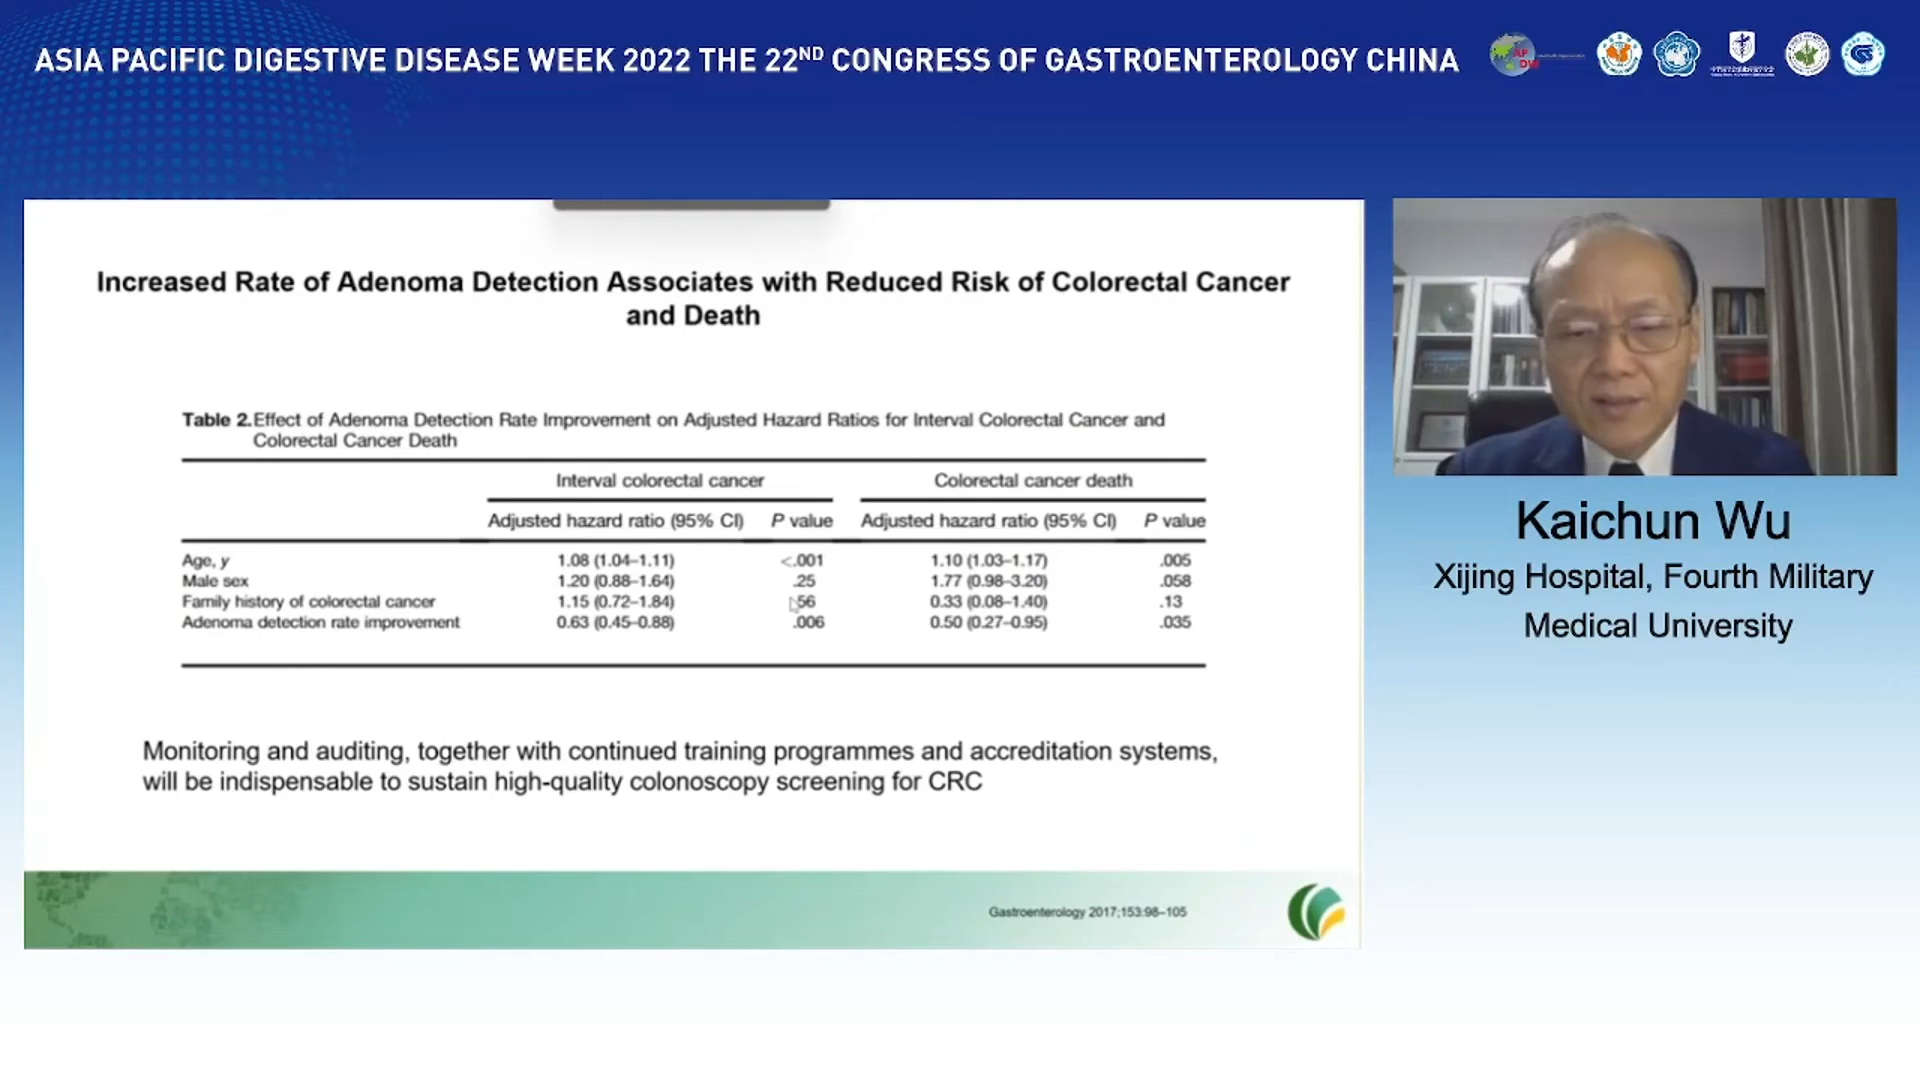 ASIA PACIFIC DIGESTIVE DISEASE WEEK 2022 THE 22ND CONGRESS OF GASTROENTEROLOGY CHINA
Increased Rate of Adenoma Detection Associates with Reduced Risk of Colorectal Cancer
and Death
Table 2. Effect of Adenoma Detection Rate Improvement on Adjusted Hazard Ratios for Interval Colorectal Cancer and
Colorectal Cancer Death
Interval colorectal cancer Colorectal cancer death
Adjusted hazard ratio (95% CI) P value Adjusted hazard ratio (95% CI) P value
Age, y 1.08 (1.04–1.11) <.001 1.10 (1.03–1.17) .005
Male sex 1.20 (0.88–1.64) .25 1.77 (0.98–3.20) .058
Family history of colorectal cancer 1.15 (0.72–1.84) .56 0.33 (0.08–1.40) .13
Adenoma detection rate improvement 0.63 (0.45–0.88) .006 0.50 (0.27–0.95) .035
Monitoring and auditing, together with continued training programmes and accreditation systems,
will be indispensable to sustain high-quality colonoscopy screening for CRC
Gastroenterology 2017;153:98–105
Kaichun Wu
Xijing Hospital, Fourth Military
Medical University